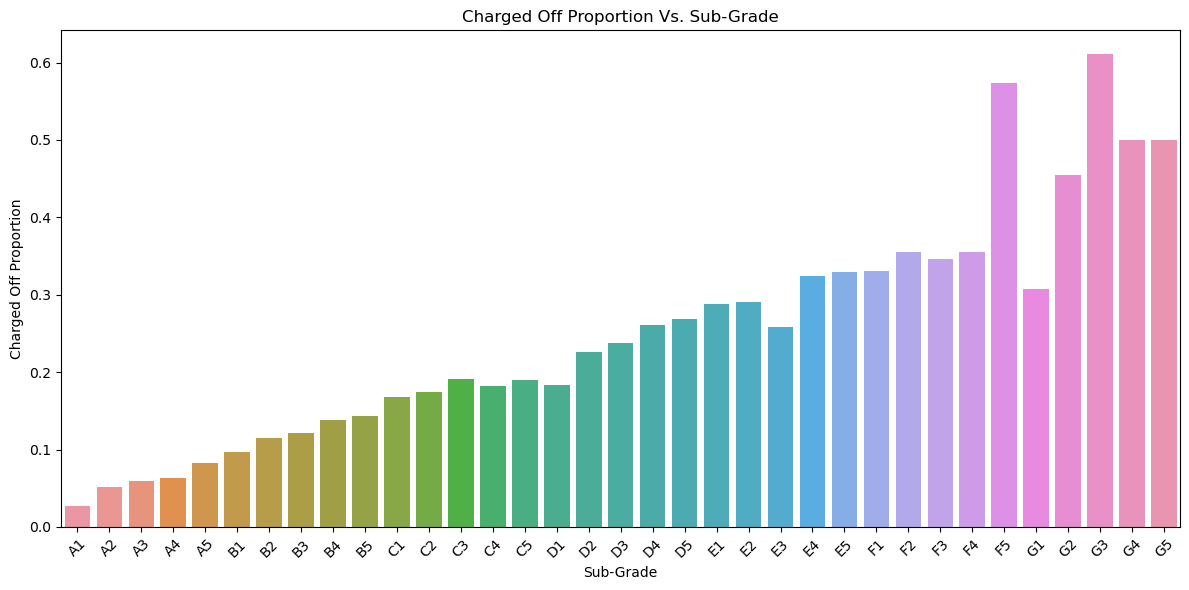 Charged Off Proportion Vs. Sub-Grade
Charged Off Proportion
0.6
0.5
0.4
0.3
0.2
0.1
0.0
A1 A2 A3 A4 A5 B1 B2 B3 B4 B5 C1 C2 C3 C4 C5 D1 D2 D3 D4 D5 E1 E2 E3 E4 E5 F1 F2 F3 F4 F5 G1 G2 G3 G4 G5
Sub-Grade